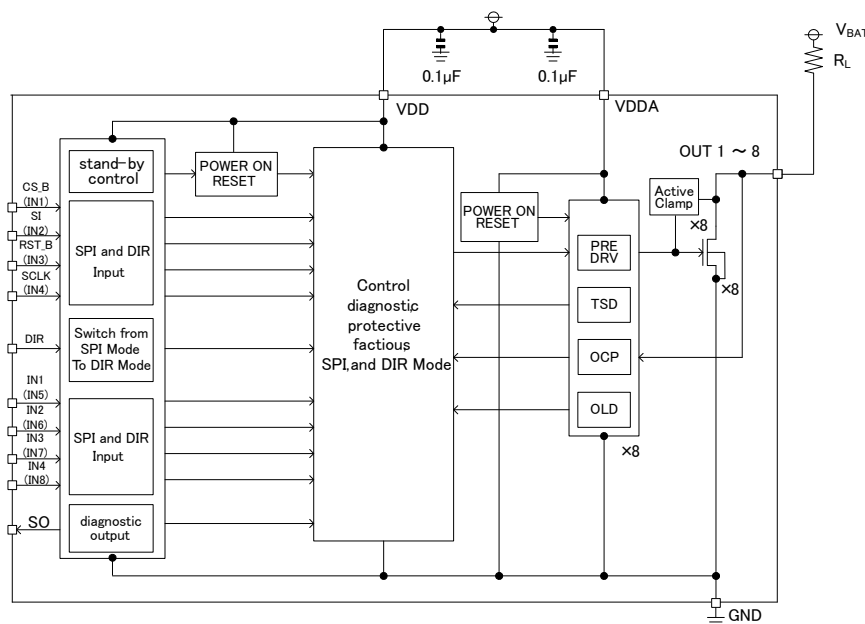 V_BAT
R_L
0.1μF
0.1μF
VDD
VDDA
OUT 1 ～ 8
stand-by
control
POWER ON
RESET
CS_B
(IN1)
SI
(IN2)
RST_B
(IN3)
SCLK
(IN4)
SPI and DIR
Input
DIR
Switch from
SPI Mode
To DIR Mode
IN1
(IN5)
IN2
(IN6)
IN3
(IN7)
IN4
(IN8)
SPI and DIR
Input
SO
diagnostic
output
Control
diagnostic,
protective
factious
SPI,and DIR Mode
POWER ON
RESET
PRE
DRV
TSD
OCP
OLD
×8
Active
Clamp
×8
×8
GND